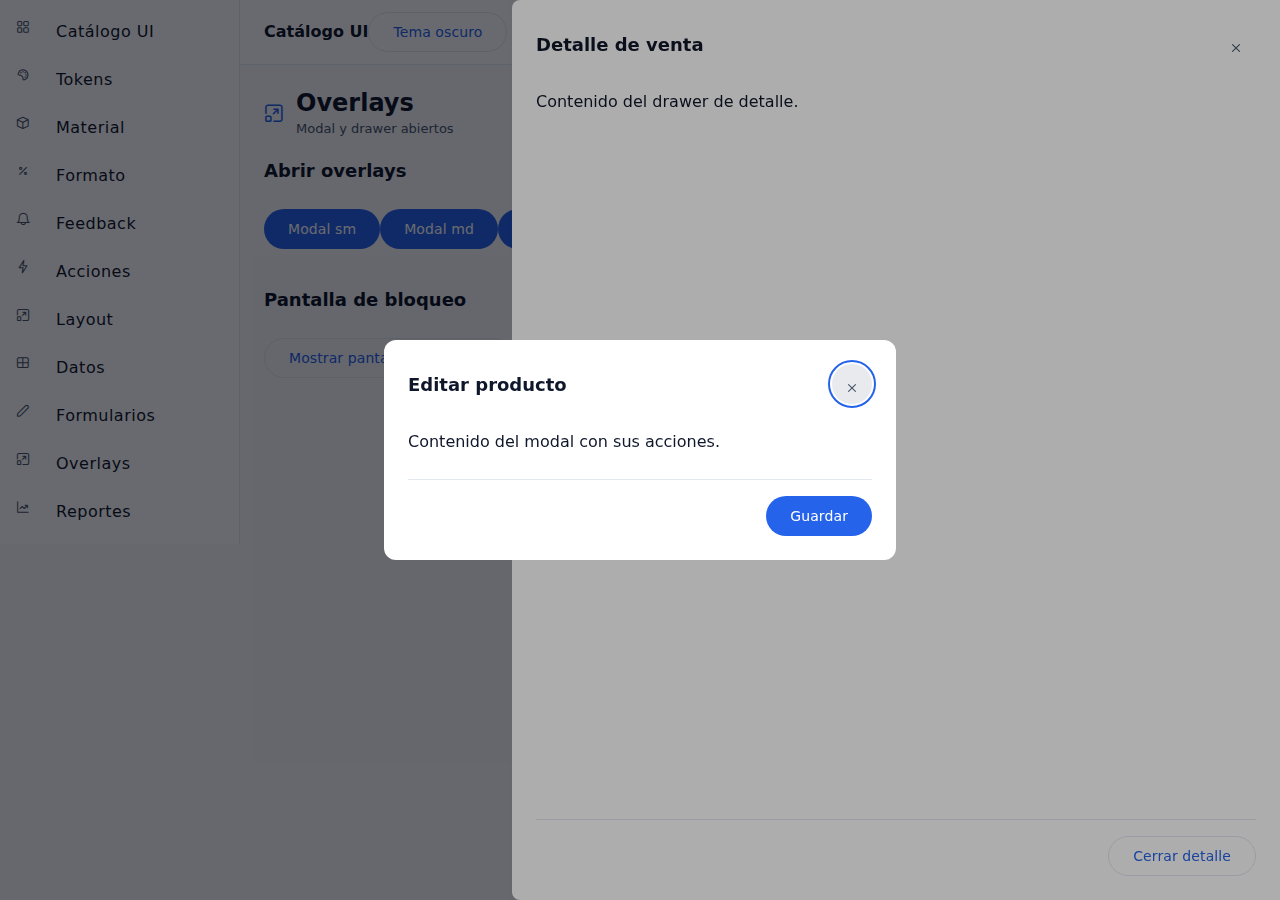 Catálogo UI
Tokens
Material
Formato
Feedback
Acciones
Layout
Datos
Formularios
Overlays
Reportes
Catálogo UI
Tema oscuro
Overlays
Modal y drawer abiertos
Abrir overlays
Modal sm
Modal md
Pantalla de bloqueo
Mostrar
Detalle de venta
Contenido del drawer de detalle.
Editar producto
Contenido del modal con sus acciones.
Guardar
Cerrar detalle